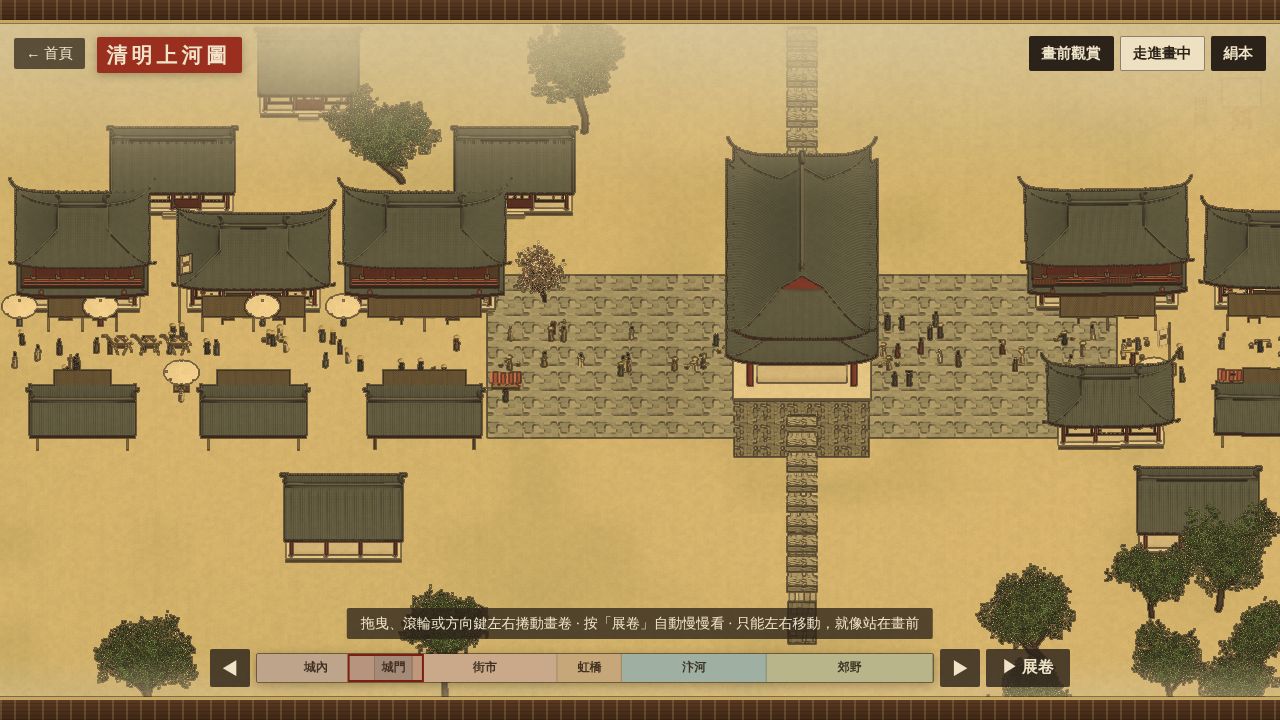 ← 首頁
清明上河圖
畫前觀賞
走進畫中
絹本
拖曳、滾輪或方向鍵左右捲動畫卷 · 按「展卷」自動慢慢看 · 只能左右移動，就像站在畫前
◀
城內
城門
街市
虹橋
汴河
郊野
▶
▶ 展卷